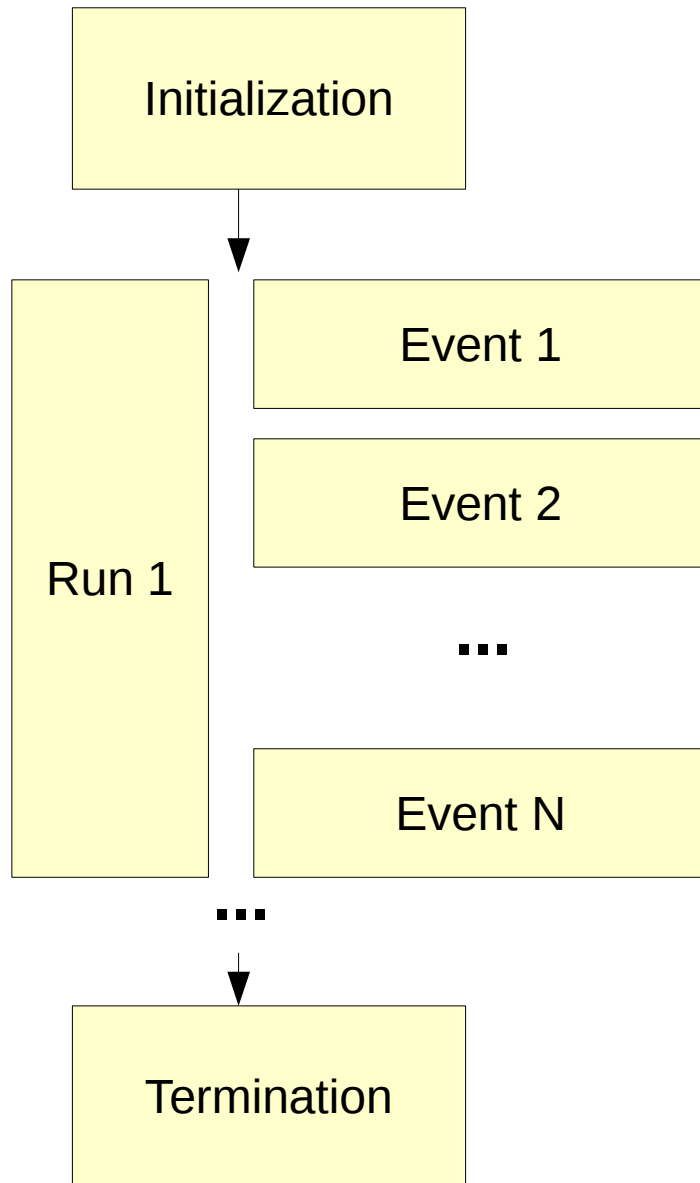 Initialization
Event 1
Event 2
Run 1
...
Event N
...
Termination